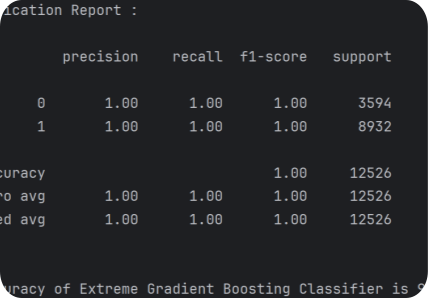 ication Report :
precision recall f1-score support
0 1.00 1.00 1.00 3594
1 1.00 1.00 1.00 8932
curacy 1.00 12526
ro avg 1.00 1.00 1.00 12526
ed avg 1.00 1.00 1.00 12526
uracy of Extreme Gradient Boosting Classifier is